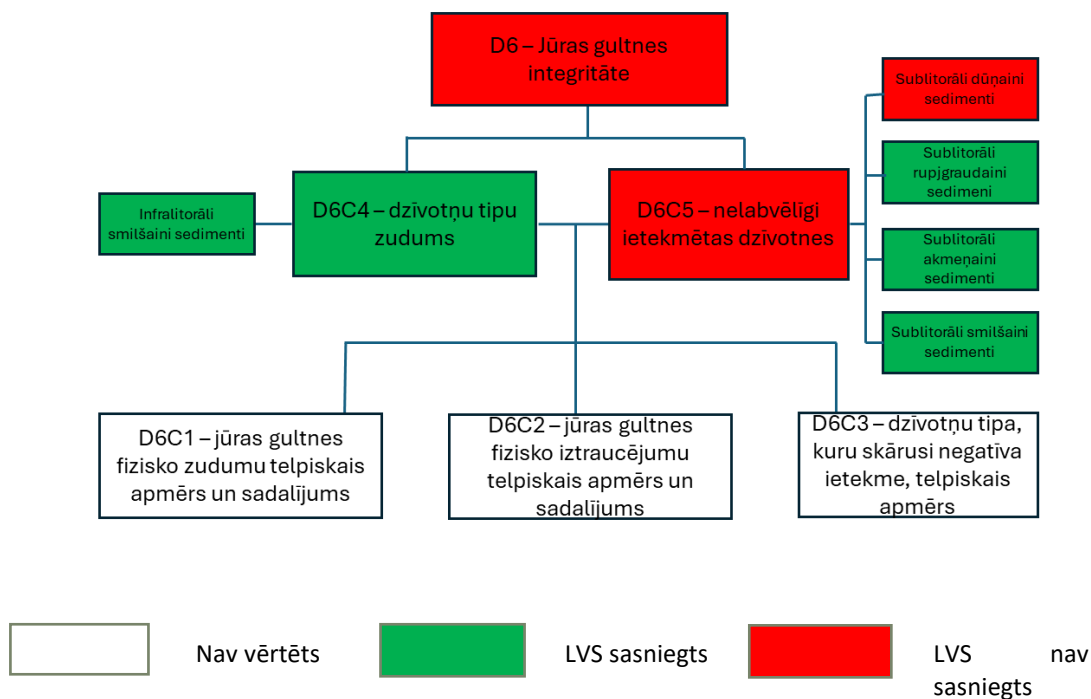 D6 – Jūras gultnes
integritāte
Sublitorāli dūņaini
sedimenti
Sublitorāli
rupjgraudaini
sedimeni
Infralitorāli
smilšaini sedimenti
D6C4 – dzīvotņu tipu
zudums
D6C5 – nelabvēlīgi
ietekmētas dzīvotnes
Sublitorāli
akmeņaini
sedimenti
Sublitorāli smilšaini
sedimenti
D6C1 – jūras gultnes
fizisko zudumu telpiskais
apmērs un sadalījums
D6C2 – jūras gultnes
fizisko iztraucējumu
telpiskais apmērs un
sadalījums
D6C3 – dzīvotņu tipa,
kuru skārusi negatīva
ietekme, telpiskais
apmērs
Nav vērtēts
LVS sasniegts
LVS nav
sasniegts